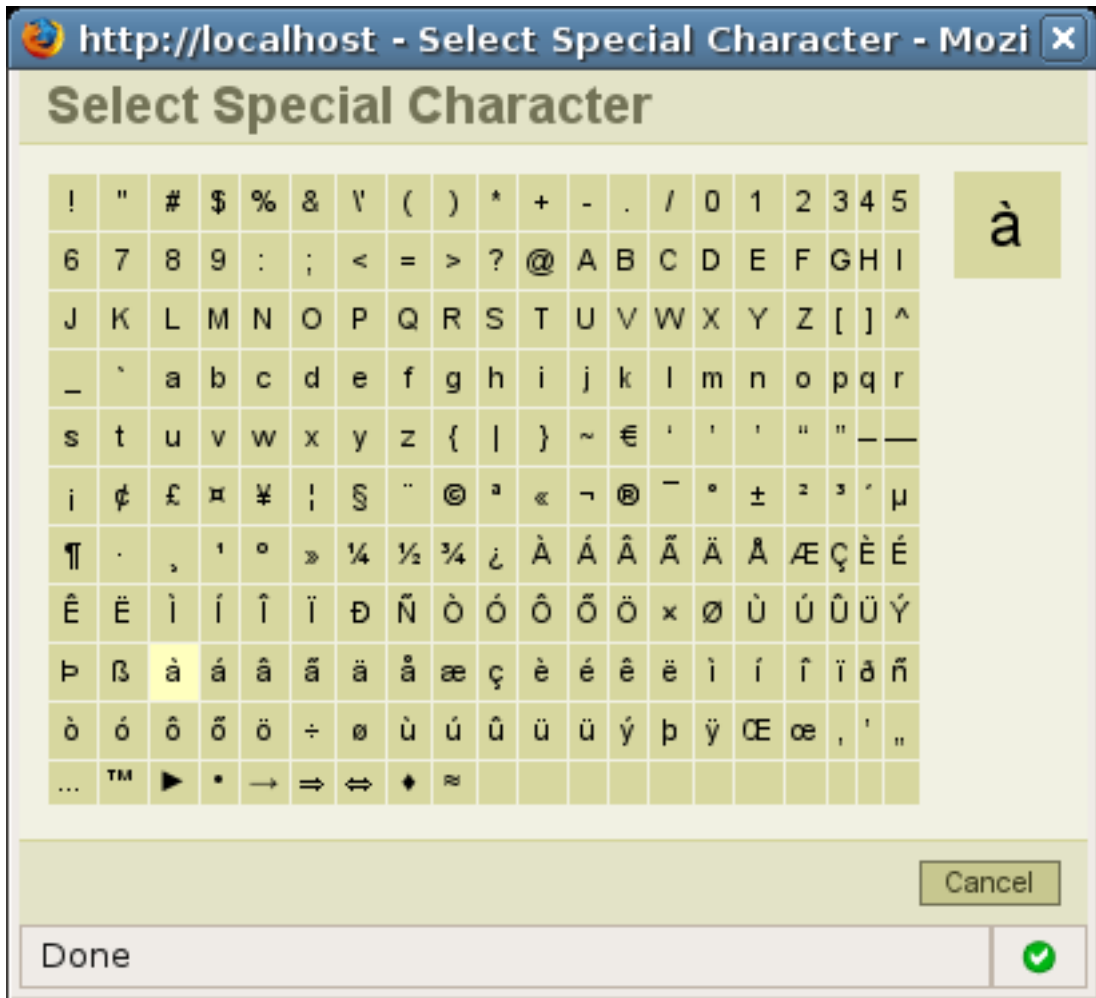 http://localhost - Select Special Character - Mozi
Select Special Character
! " # $ % & \' ( ) * + - . / 0 1 2 3 4 5
à
6 7 8 9 : ; < = > ? @ A B C D E F G H I
J K L M N O P Q R S T U V W X Y Z [ ] ^
_ ` a b c d e f g h i j k l m n o p q r
s t u v w x y z { | } ~ € ‘ ’ ’ “ ” – —
¡ ¢ £ ¤ ¥ ¦ § ¨ © ª « ¬ ® ¯ ° ± ² ³ ´ µ
¶ · ¸ ¹ º » ¼ ½ ¾ ¿ À Á Â Ã Ä Å Æ Ç È É
Ê Ë Ì Í Î Ï Ð Ñ Ò Ó Ô Õ Ö × Ø Ù Ú Û Ü Ý
Þ ß à á â ã ä å æ ç è é ê ë ì í î ï ð ñ
ò ó ô õ ö ÷ ø ù ú û ü ü ý þ ÿ Œ œ ‚ ‛ „
... ™ ► • → ⇒ ⇔ ♦ ≈
Cancel
Done